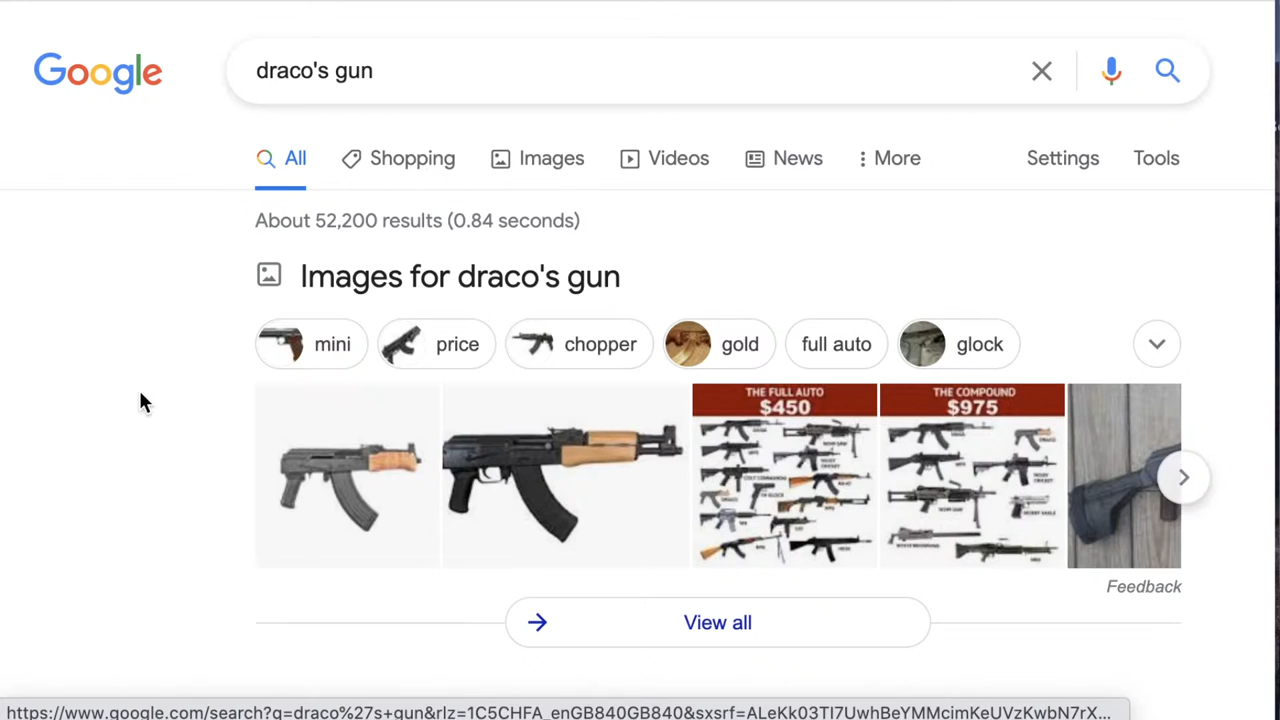 Google
draco's gun
All Shopping Images Videos News More Settings Tools
About 52,200 results (0.84 seconds)
Images for draco's gun
mini price chopper gold full auto glock
THE FULL AUTO
$450
THE COMPOUND
$975
DRACO
Feedback
View all
https://www.google.com/search?q=draco%27s+gun&rlz=1C5CHFA_enGB840GB840&sxsrf=ALeKk03TI7UwhBeYMMcimKeUVzKwbN7rX...